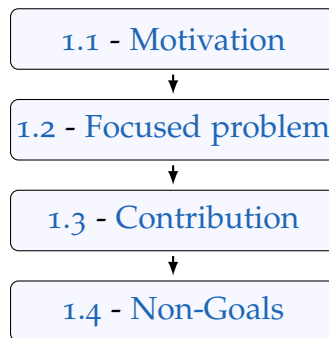 1.1 - Motivation
1.2 - Focused problem
1.3 - Contribution
1.4 - Non-Goals